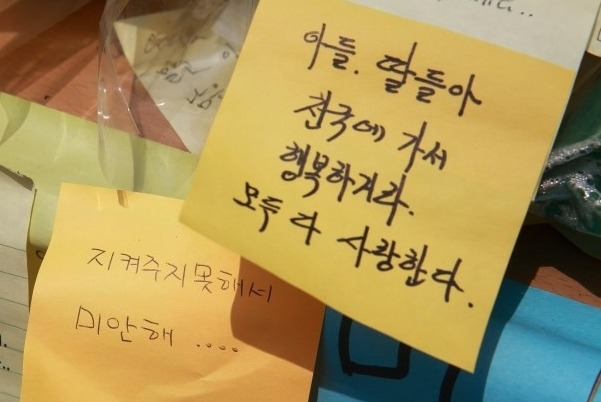 아들. 딸들아
천국에 가서
행복하거라.
모두 다 사랑한다.
지켜주지못해서
미안해 ....